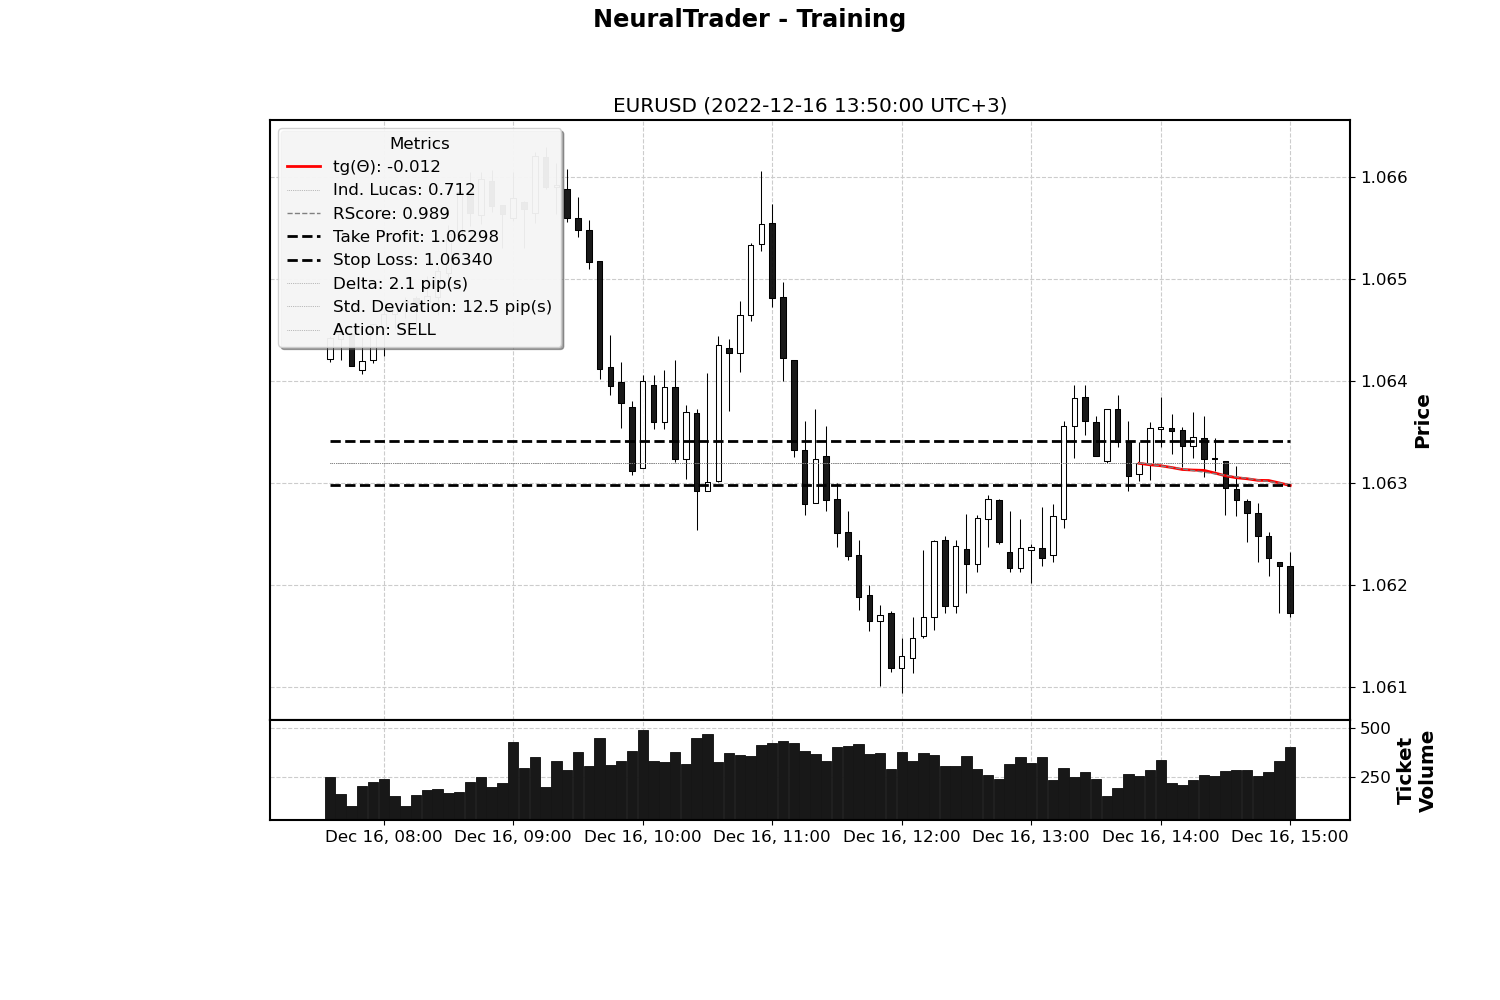 NeuralTrader - Training
EURUSD (2022-12-16 13:50:00 UTC+3)
Metrics
tg(Θ): -0.012
Ind. Lucas: 0.712
RScore: 0.989
Take Profit: 1.06298
Stop Loss: 1.06340
Delta: 2.1 pip(s)
Std. Deviation: 12.5 pip(s)
Action: SELL
1.066
1.065
1.064
1.063
1.062
1.061
Price
500
250
Ticket
Volume
Dec 16, 08:00
Dec 16, 09:00
Dec 16, 10:00
Dec 16, 11:00
Dec 16, 12:00
Dec 16, 13:00
Dec 16, 14:00
Dec 16, 15:00